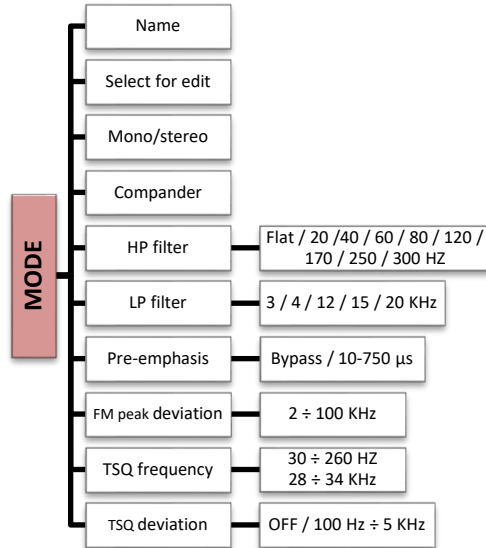 MODE
Name
Select for edit
Mono/stereo
Compander
HP filter
Flat / 20 /40 / 60 / 80 / 120 /
170 / 250 / 300 HZ
LP filter
3 / 4 / 12 / 15 / 20 KHz
Pre-emphasis
Bypass / 10-750 µs
FM peak deviation
2 ÷ 100 KHz
TSQ frequency
30 ÷ 260 HZ
28 ÷ 34 KHz
TSQ deviation
OFF / 100 Hz ÷ 5 KHz